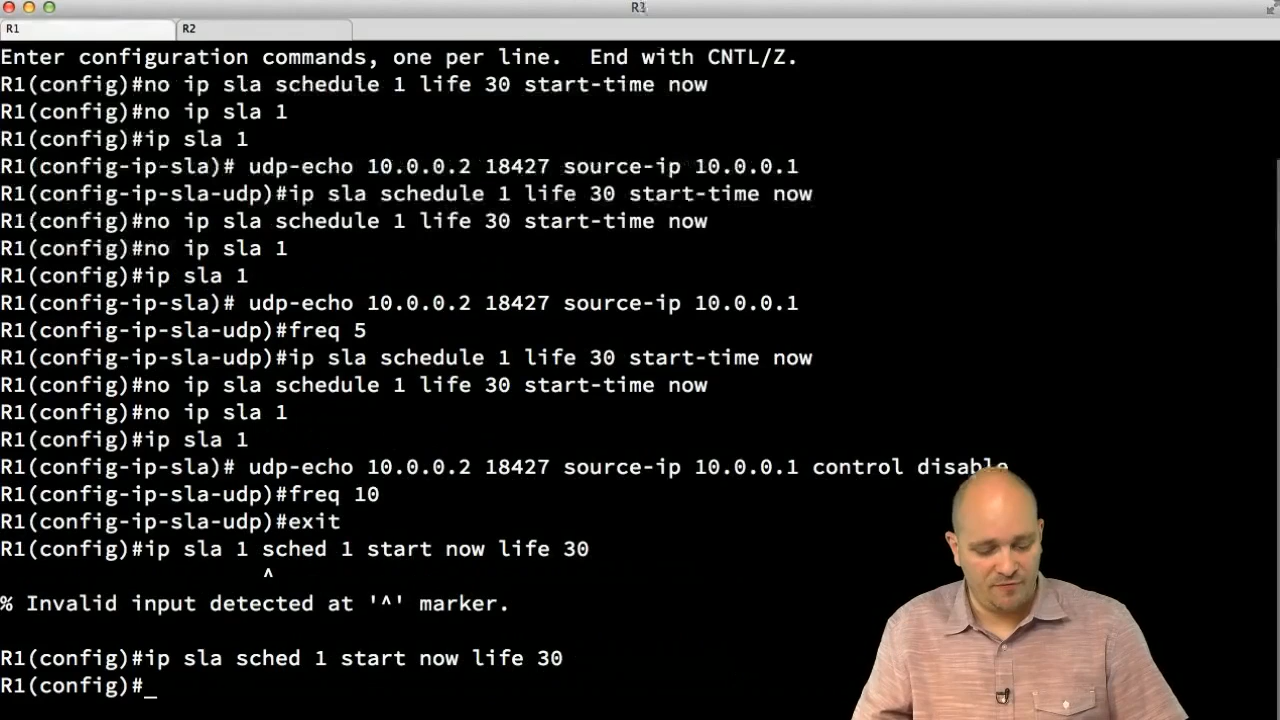 R1
R1
R2
Enter configuration commands, one per line.  End with CNTL/Z.
R1(config)#no ip sla schedule 1 life 30 start-time now
R1(config)#no ip sla 1
R1(config)#ip sla 1
R1(config-ip-sla)# udp-echo 10.0.0.2 18427 source-ip 10.0.0.1
R1(config-ip-sla-udp)#ip sla schedule 1 life 30 start-time now
R1(config)#no ip sla schedule 1 life 30 start-time now
R1(config)#no ip sla 1
R1(config)#ip sla 1
R1(config-ip-sla)# udp-echo 10.0.0.2 18427 source-ip 10.0.0.1
R1(config-ip-sla-udp)#freq 5
R1(config-ip-sla-udp)#ip sla schedule 1 life 30 start-time now
R1(config)#no ip sla schedule 1 life 30 start-time now
R1(config)#no ip sla 1
R1(config)#ip sla 1
R1(config-ip-sla)# udp-echo 10.0.0.2 18427 source-ip 10.0.0.1 control disable
R1(config-ip-sla-udp)#freq 10
R1(config-ip-sla-udp)#exit
R1(config)#ip sla 1 sched 1 start now life 30
^
% Invalid input detected at '^' marker.
R1(config)#ip sla sched 1 start now life 30
R1(config)#_